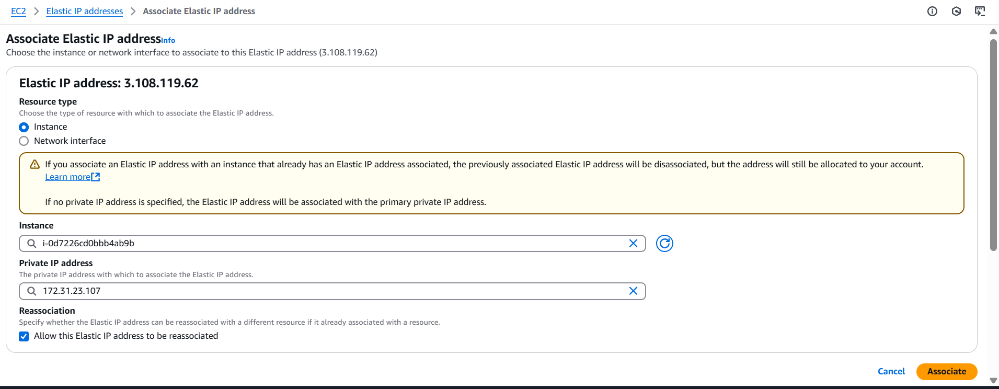 EC2 > Elastic IP addresses > Associate Elastic IP address
Associate Elastic IP address Info
Choose the instance or network interface to associate to this Elastic IP address (3.108.119.62)
Elastic IP address: 3.108.119.62
Resource type
Choose the type of resource with which to associate the Elastic IP address.
Instance
Network interface
If you associate an Elastic IP address with an instance that already has an Elastic IP address associated, the previously associated Elastic IP address will be disassociated, but the address will still be allocated to your account.
Learn more
If no private IP address is specified, the Elastic IP address will be associated with the primary private IP address.
Instance
i-0d7226cd0bbb4ab9b
Private IP address
The private IP address with which to associate the Elastic IP address.
172.31.23.107
Reassociation
Specify whether the Elastic IP address can be reassociated with a different resource if it already associated with a resource.
Allow this Elastic IP address to be reassociated
Cancel Associate